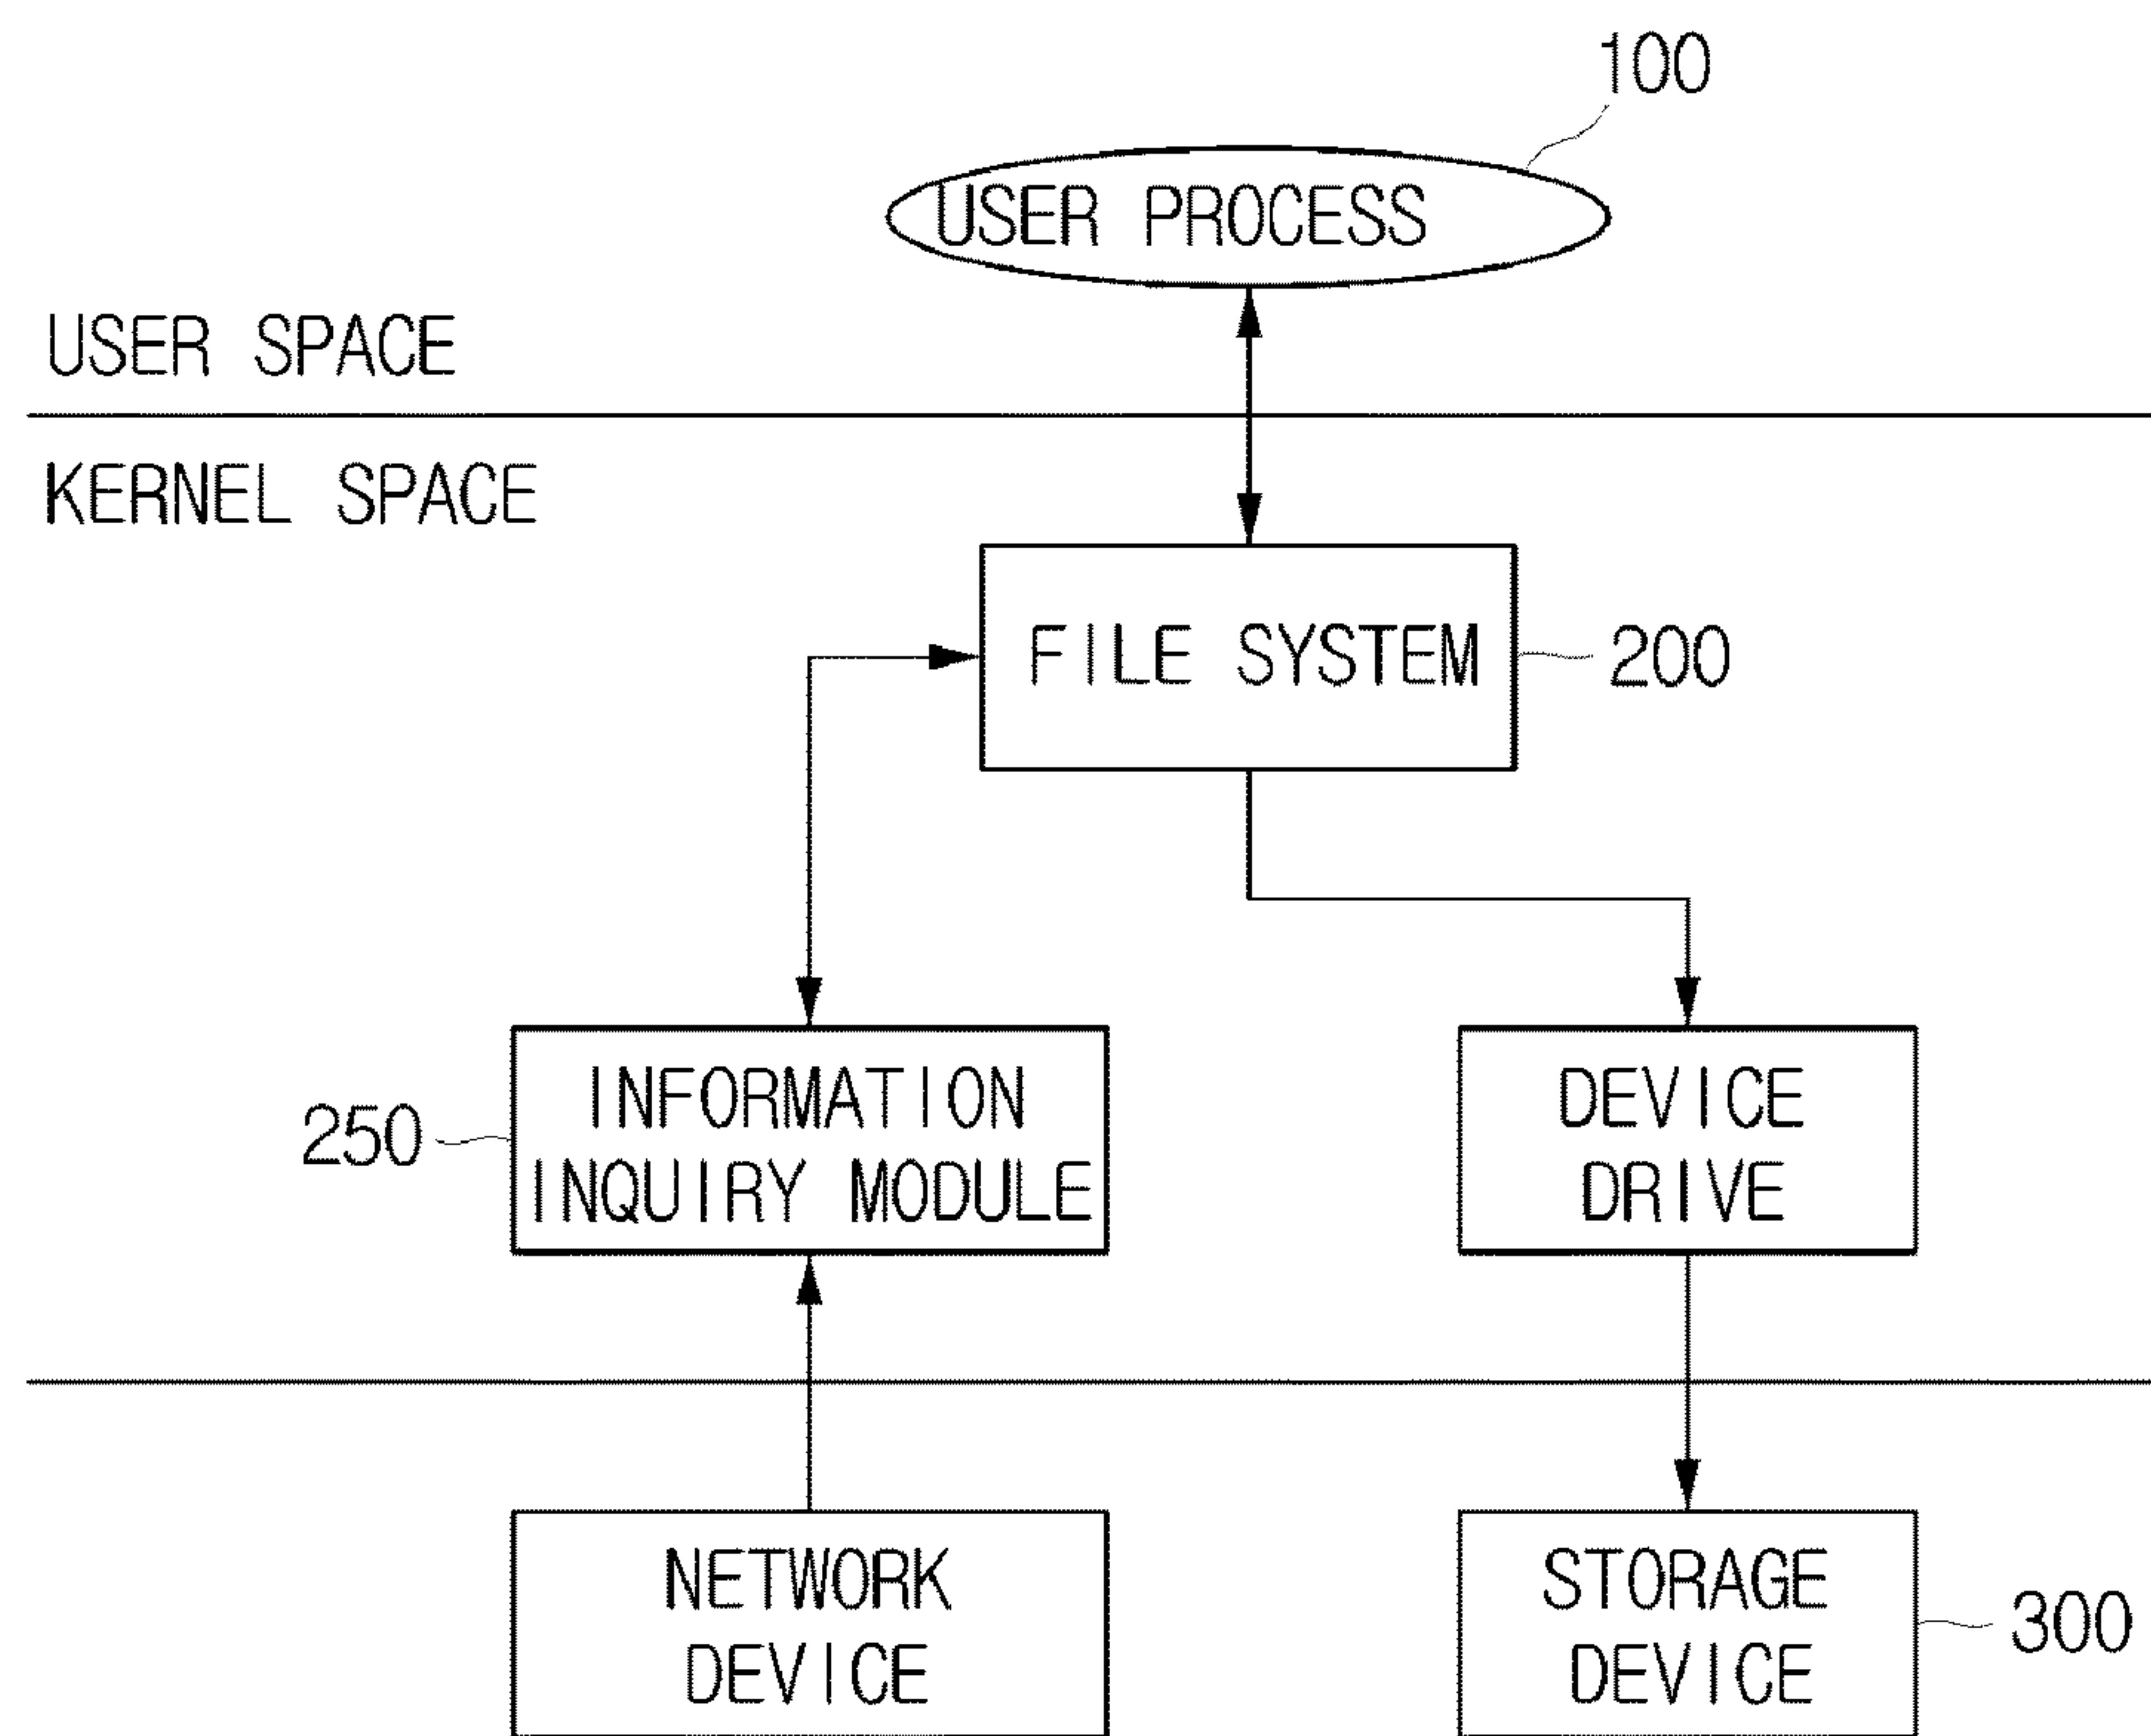 100
USER PROCESS
USER SPACE
KERNEL SPACE
FILE SYSTEM
200
INFORMATION
INQUIRY MODULE
250
DEVICE
DRIVE
NETWORK
DEVICE
STORAGE
DEVICE
300